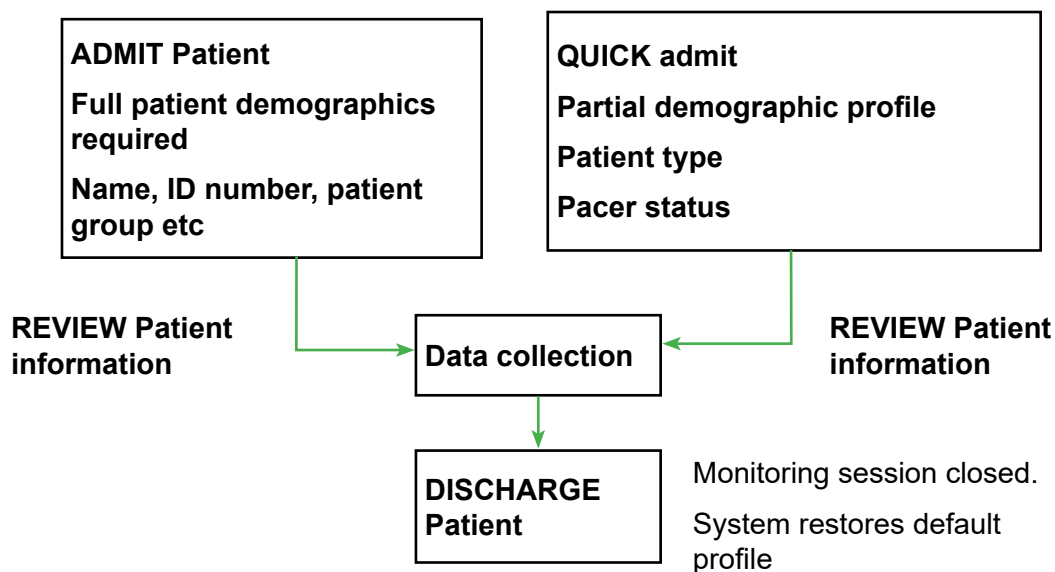 ADMIT Patient
Full patient demographics
required
Name, ID number, patient
group etc
QUICK admit
Partial demographic profile
Patient type
Pacer status
REVIEW Patient
information
Data collection
REVIEW Patient
information
DISCHARGE
Patient
Monitoring session closed.
System restores default
profile